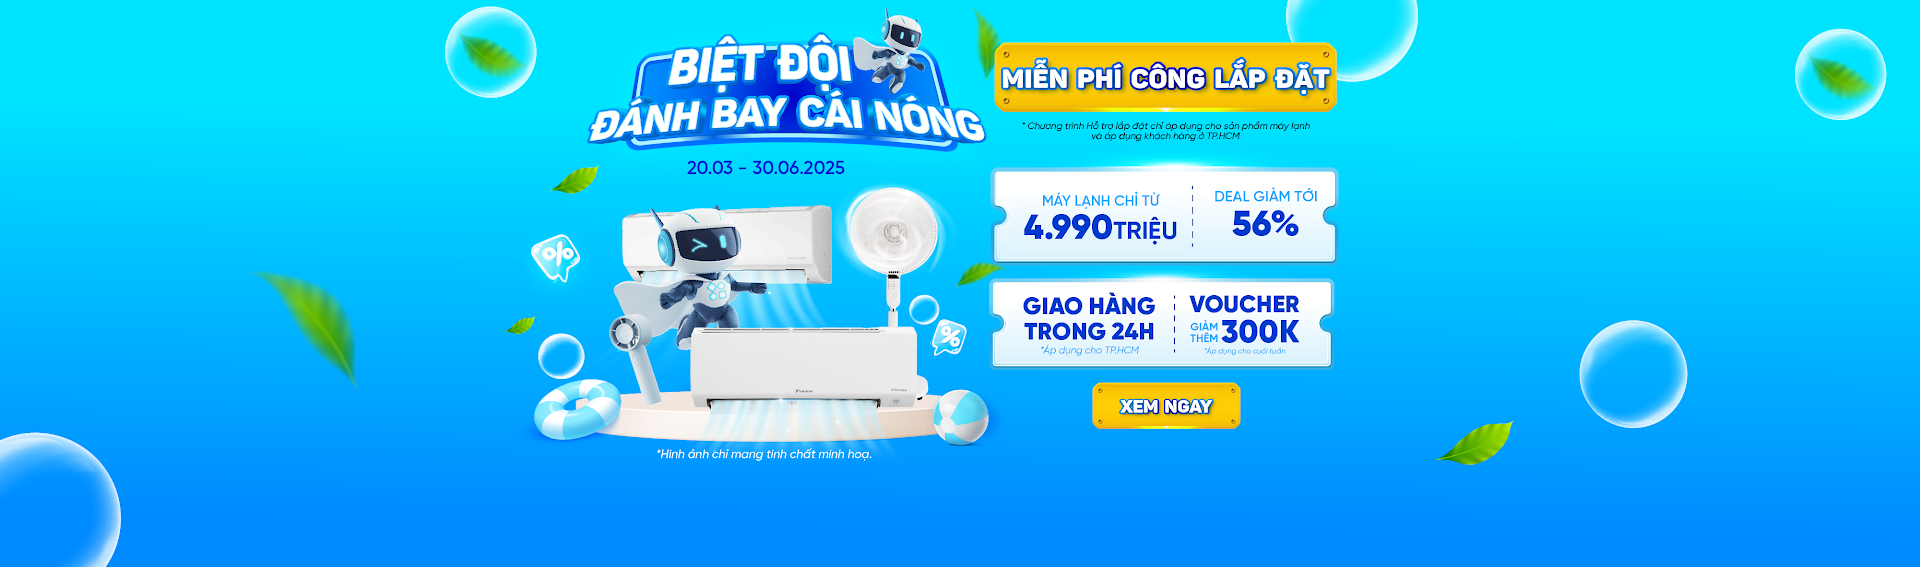 BIỆT ĐỘI
ĐÁNH BAY CÁI NÓNG
20.03 - 30.06.2025
DAIKIN
*Hình ảnh chỉ mang tính chất minh hoạ.
MIỄN PHÍ CÔNG LẮP ĐẶT
* Chương trình Hỗ trợ lắp đặt chỉ áp dụng cho sản phẩm máy lạnh
và áp dụng khách hàng ở TP.HCM
MÁY LẠNH CHỈ TỪ
4.990TRIỆU
DEAL GIẢM TỚI
56%
GIAO HÀNG
TRONG 24H
*Áp dụng cho TP.HCM
VOUCHER
GIẢM THÊM 300K
*Áp dụng cho cuối tuần
XEM NGAY